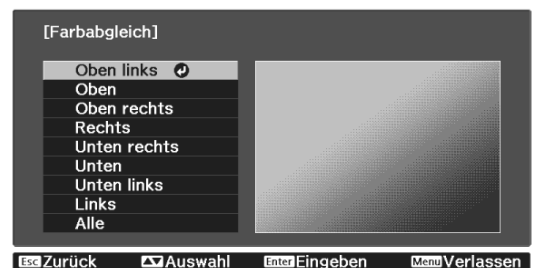 [Farbabgleich]
Oben links
Oben
Oben rechts
Rechts
Unten rechts
Unten
Unten links
Links
Alle
Esc Zurück Auswahl Enter Eingeben Menu Verlassen